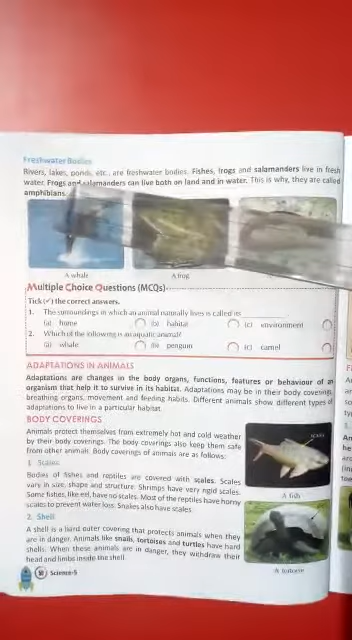 Freshwater Bodies
Rivers, lakes, ponds, etc., are freshwater bodies. Fishes, frogs and salamanders live in fresh
water. Frogs and salamanders can live both on land and in water. This is why, they are called
amphibians.
A whale
A frog
Multiple Choice Questions (MCQs)
Tick (✓) the correct answers.
1. The surroundings in which an animal naturally lives is called its
(a) home (b) habitat (c) environment
2. Which of the following is an aquatic animal?
(a) whale (b) penguin (c) camel
ADAPTATIONS IN ANIMALS
Adaptations are changes in the body organs, functions, features or behaviour of an
organism that help it to survive in its habitat. Adaptations may be in their body coverings,
breathing organs, movement and feeding habits. Different animals show different types of
adaptations to live in a particular habitat.
BODY COVERINGS
Animals protect themselves from extremely hot and cold weather
by their body coverings. The body coverings also keep them safe
from other animals. Body coverings of animals are as follows:
1. Scales
Bodies of fishes and reptiles are covered with scales. Scales
vary in size, shape and structure. Shrimps have very rigid scales.
Some fishes, like eel, have no scales. Most of the reptiles have horny
scales to prevent water loss. Snakes also have scales.
scales
A fish
2. Shell
A shell is a hard outer covering that protects animals when they
are in danger. Animals like snails, tortoises and turtles have hard
shells. When these animals are in danger, they withdraw their
head and limbs inside the shell.
A tortoise
Science-5